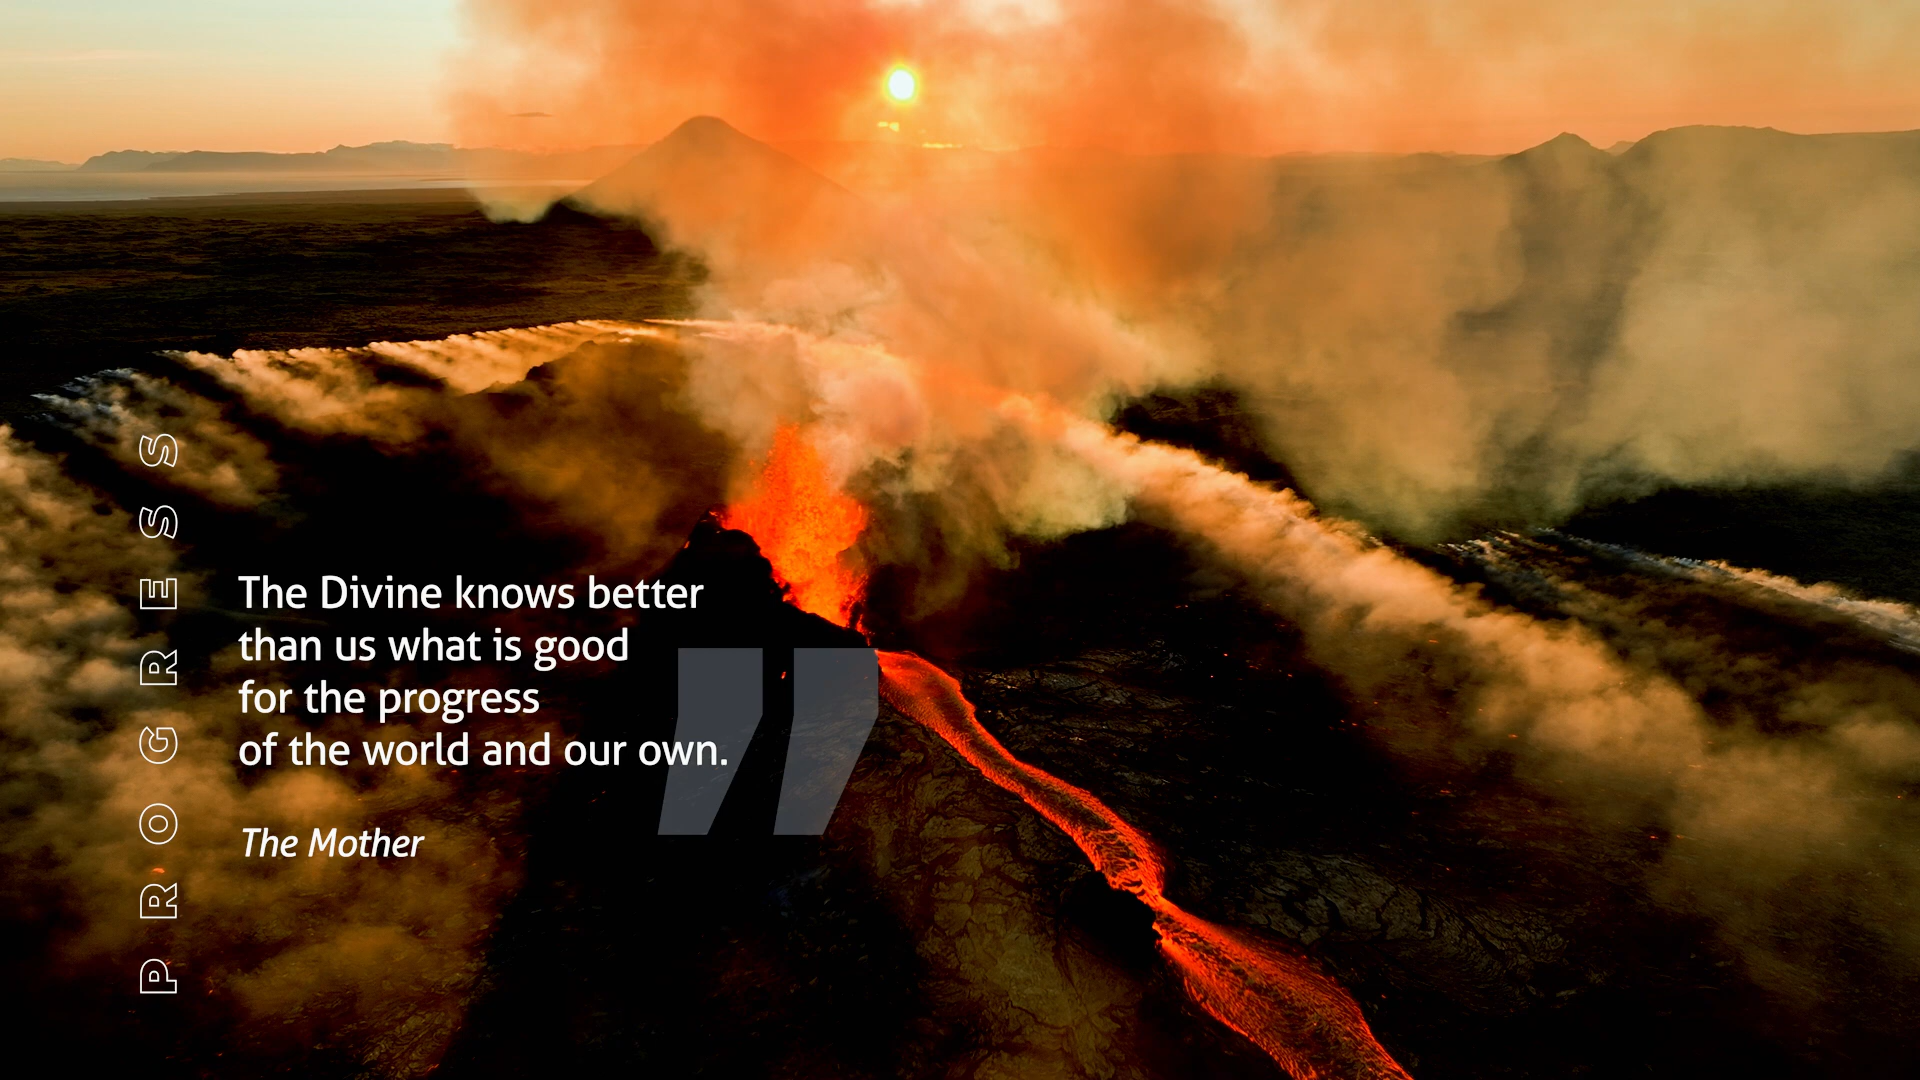 PROGRESS
The Divine knows better
than us what is good
for the progress
of the world and our own.
The Mother